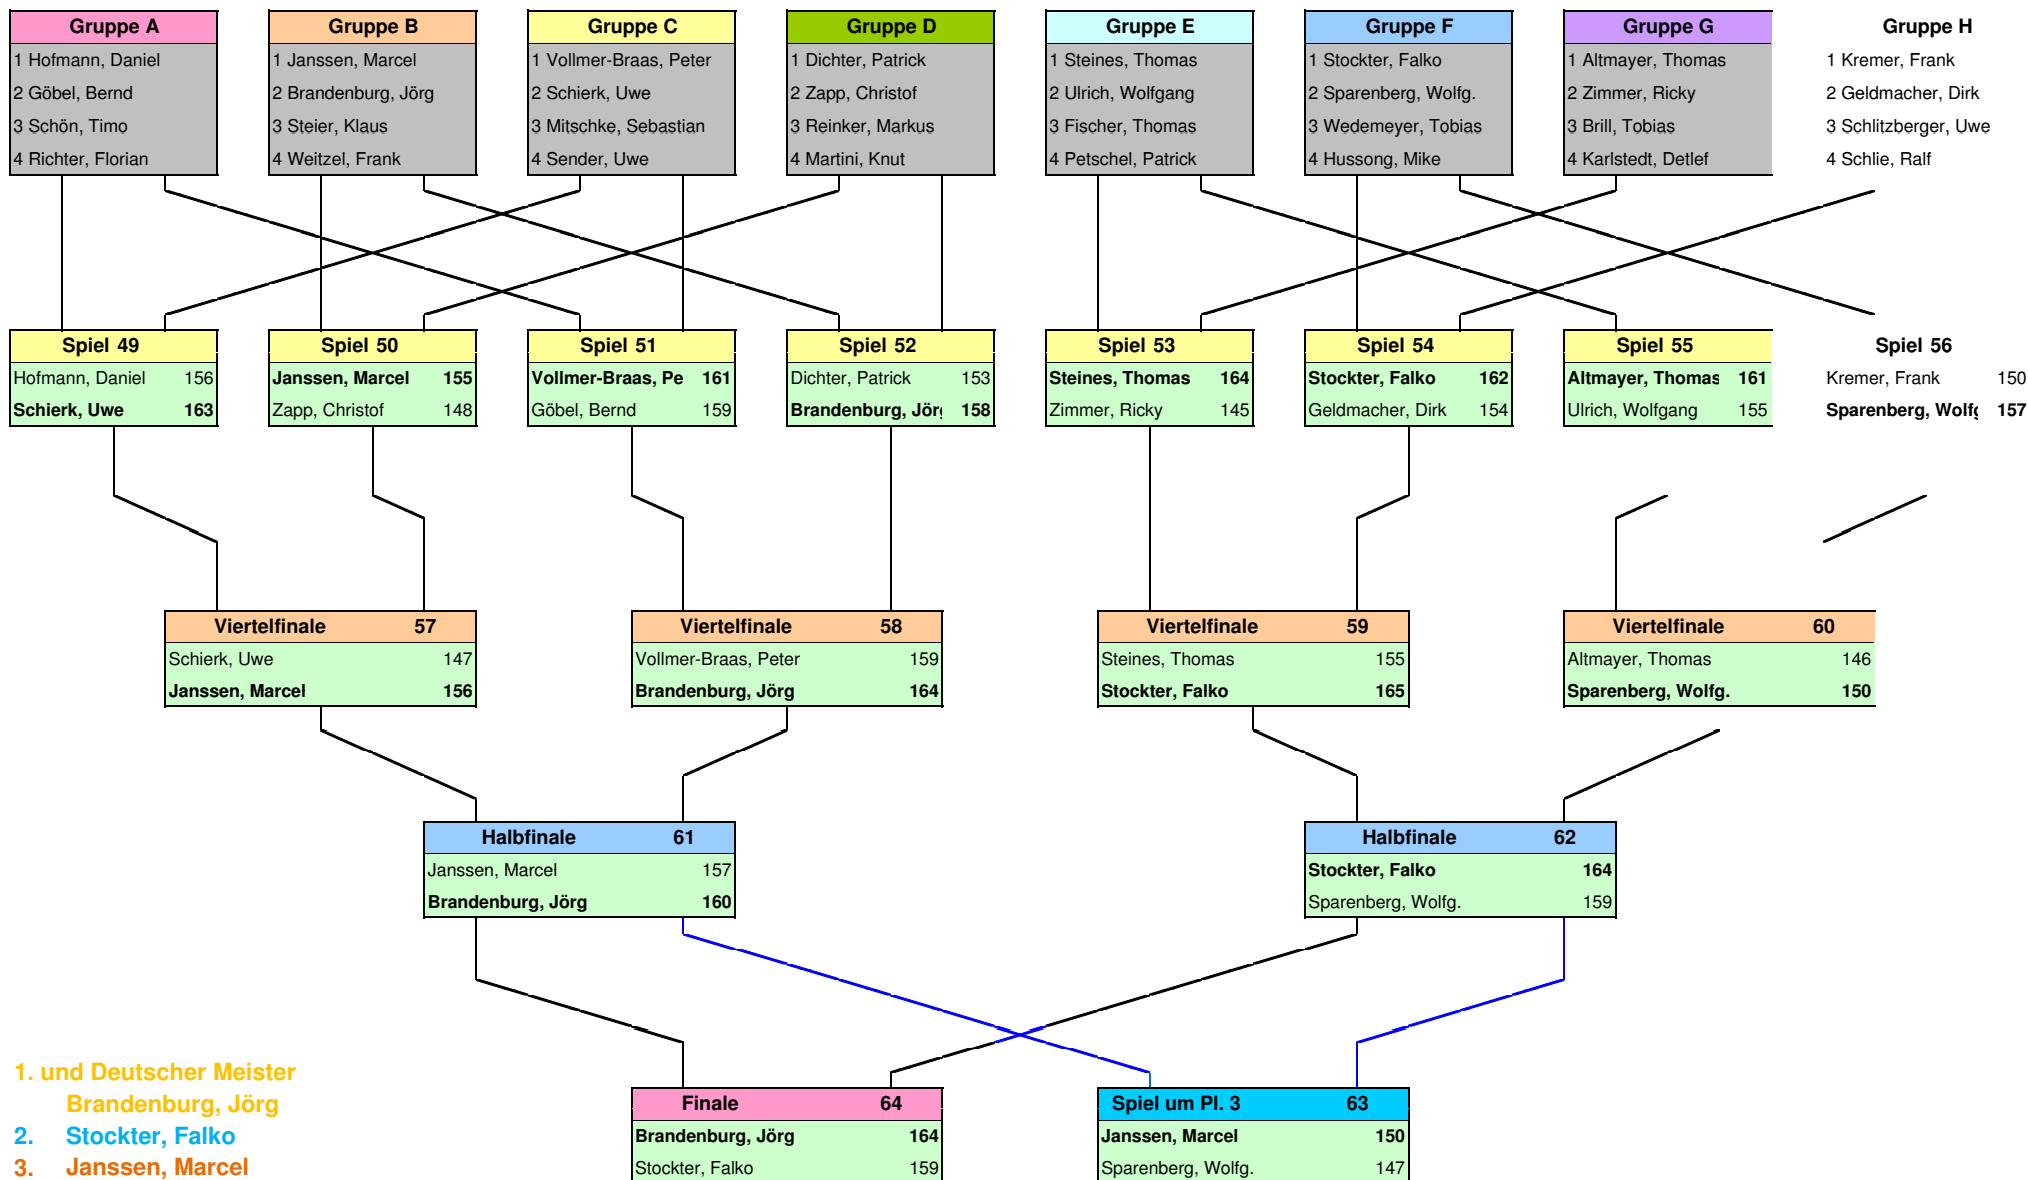 Gruppe A
1 Hofmann, Daniel
2 Göbel, Bernd
3 Schön, Timo
4 Richter, Florian
Gruppe B
1 Janssen, Marcel
2 Brandenburg, Jörg
3 Steier, Klaus
4 Weitzel, Frank
Gruppe C
1 Vollmer-Braas, Peter
2 Schierk, Uwe
3 Mitschke, Sebastian
4 Sender, Uwe
Gruppe D
1 Dichter, Patrick
2 Zapp, Christof
3 Reinker, Markus
4 Martini, Knut
Gruppe E
1 Steines, Thomas
2 Ulrich, Wolfgang
3 Fischer, Thomas
4 Petschel, Patrick
Gruppe F
1 Stockter, Falko
2 Sparenberg, Wolfg.
3 Wedemeyer, Tobias
4 Hussong, Mike
Gruppe G
1 Altmayer, Thomas
2 Zimmer, Ricky
3 Brill, Tobias
4 Karlstedt, Detlef
Gruppe H
1 Kremer, Frank
2 Geldmacher, Dirk
3 Schlitzberger, Uwe
4 Schlie, Ralf
Spiel 49
Hofmann, Daniel 156
Schierk, Uwe 163
Spiel 50
Janssen, Marcel 155
Zapp, Christof 148
Spiel 51
Vollmer-Braas, Pe 161
Göbel, Bernd 159
Spiel 52
Dichter, Patrick 153
Brandenburg, Jör 158
Spiel 53
Steines, Thomas 164
Zimmer, Ricky 145
Spiel 54
Stockter, Falko 162
Geldmacher, Dirk 154
Spiel 55
Altmayer, Thomas 161
Ulrich, Wolfgang 155
Spiel 56
Kremer, Frank 150
Sparenberg, Wolfg 157
Viertelfinale 57
Schierk, Uwe 147
Janssen, Marcel 156
Viertelfinale 58
Vollmer-Braas, Peter 159
Brandenburg, Jörg 164
Viertelfinale 59
Steines, Thomas 155
Stockter, Falko 165
Viertelfinale 60
Altmayer, Thomas 146
Sparenberg, Wolfg. 150
Halbfinale 61
Janssen, Marcel 157
Brandenburg, Jörg 160
Halbfinale 62
Stockter, Falko 164
Sparenberg, Wolfg. 159
1. und Deutscher Meister
Brandenburg, Jörg
2. Stockter, Falko
3. Janssen, Marcel
Finale 64
Brandenburg, Jörg 164
Stockter, Falko 159
Spiel um Pl. 3 63
Janssen, Marcel 150
Sparenberg, Wolfg. 147